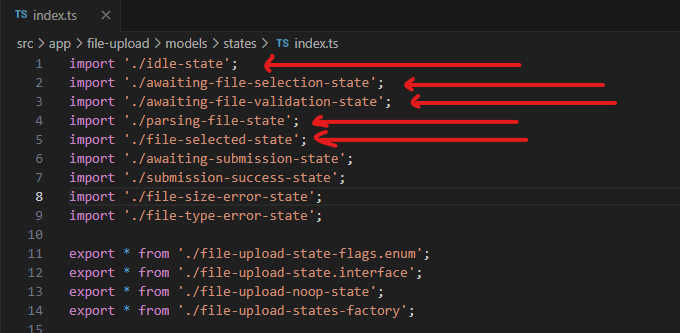 TS index.ts ×
src > app > file-upload > models > states > TS index.ts
1 import './idle-state';
2 import './awaiting-file-selection-state';
3 import './awaiting-file-validation-state';
4 import './parsing-file-state';
5 import './file-selected-state';
6 import './awaiting-submission-state';
7 import './submission-success-state';
8 import './file-size-error-state';
9 import './file-type-error-state';
10
11 export * from './file-upload-state-flags.enum';
12 export * from './file-upload-state.interface';
13 export * from './file-upload-noop-state';
14 export * from './file-upload-states-factory';
15